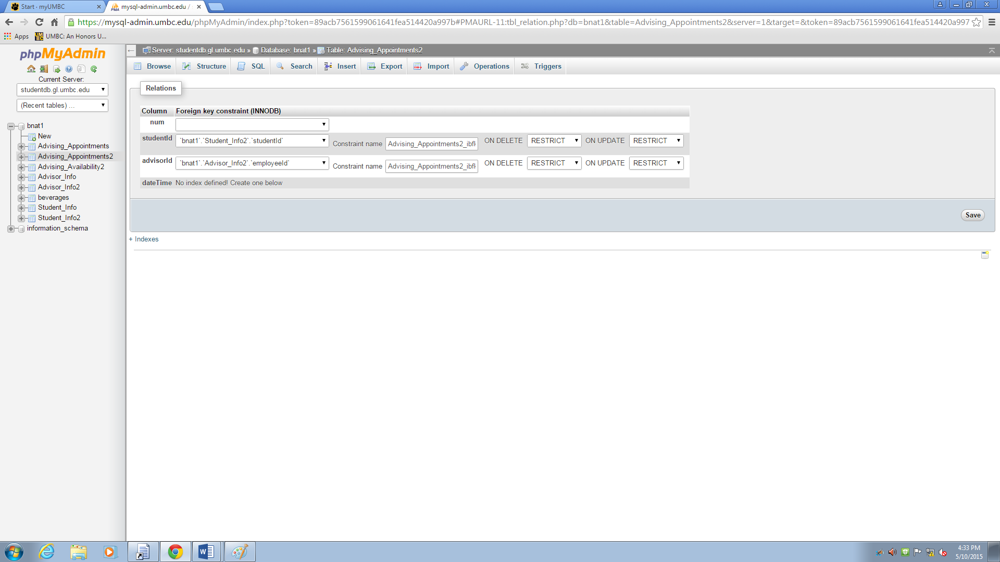 Start · myUMBC
mysql-admin.umbc.edu /
https://mysql-admin.umbc.edu/phpMyAdmin/index.php?token=89acb7561599061641fea514420a997b#PMAURL-11:tbl_relation.php?db=bnat1&table=Advising_Appointments2&server=1&target=&token=89acb7561599061641fea514420a997
Apps UMBC: An Honors U...
phpMyAdmin
Current Server:
studentdb.gl.umbc.edu
(Recent tables) ...
bnat1
New
Advising_Appointments
Advising_Appointments2
Advising_Availability2
Advisor_Info
Advisor_Info2
beverages
Student_Info
Student_Info2
information_schema
Server: studentdb.gl.umbc.edu » Database: bnat1 » Table: Advising_Appointments2
Browse Structure SQL Search Insert Export Import Operations Triggers
Relations
Column Foreign key constraint (INNODB)
num
studentId `bnat1`.`Student_Info2`.`studentId` Constraint name Advising_Appointments2_ibfk ON DELETE RESTRICT ON UPDATE RESTRICT
advisorId `bnat1`.`Advisor_Info2`.`employeeId` Constraint name Advising_Appointments2_ibfk ON DELETE RESTRICT ON UPDATE RESTRICT
dateTime No index defined! Create one below
Save
+ Indexes
4:33 PM
5/10/2015